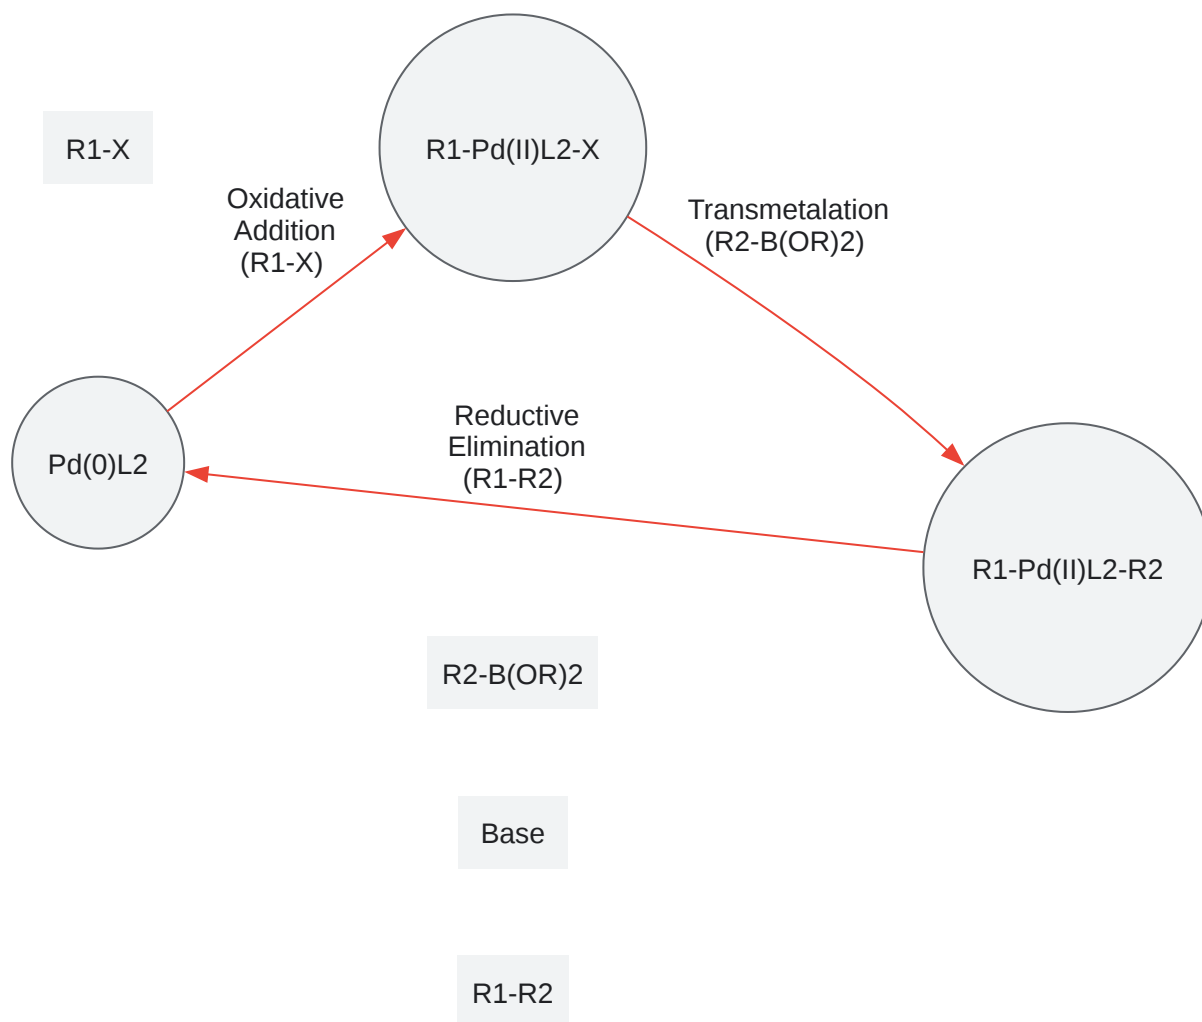 R1-X
R1-Pd(II)L2-X
Oxidative
Addition
(R1-X)
Transmetalation
(R2-B(OR)2)
Reductive
Elimination
(R1-R2)
Pd(0)L2
R1-Pd(II)L2-R2
R2-B(OR)2
Base
R1-R2